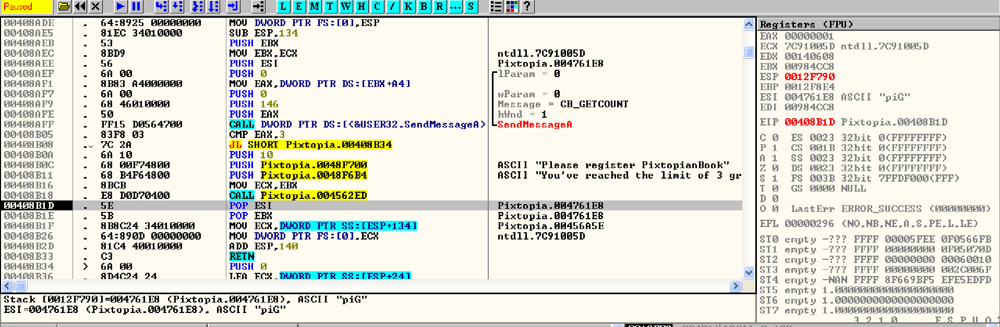 Paused L E M T W H C / K B R ... S ?
00408ADE . 64:8925 00000000 MOV DWORD PTR FS:[0],ESP
00408AE5 . 81EC 34010000 SUB ESP,134
00408AEB . 53 PUSH EBX
00408AEC . 8BD9 MOV EBX,ECX ntdll.7C91005D
00408AEE . 56 PUSH ESI Pixtopia.004761E8
00408AEF . 6A 00 PUSH 0 lParam = 0
00408AF1 . 8B83 A4000000 MOV EAX,DWORD PTR DS:[EBX+A4]
00408AF7 . 6A 00 PUSH 0 wParam = 0
00408AF9 . 68 46010000 PUSH 146 Message = CB_GETCOUNT
00408AFE . 50 PUSH EAX hWnd = 1
00408AFF . FF15 D0564700 CALL DWORD PTR DS:[<&USER32.SendMessageA> SendMessageA
00408B05 . 83F8 03 CMP EAX,3
00408B08 .v 7C 2A JL SHORT Pixtopia.00408B34
00408B0A . 6A 10 PUSH 10
00408B0C . 68 00F74800 PUSH Pixtopia.0048F700 ASCII "Please register PixtopianBook"
00408B11 . 68 B4F64800 PUSH Pixtopia.0048F6B4 ASCII "You've reached the limit of 3 gr
00408B16 . 8BCB MOV ECX,EBX
00408B18 . E8 D0D70400 CALL Pixtopia.004562ED
00408B1D . 5E POP ESI Pixtopia.004761E8
00408B1E . 5B POP EBX Pixtopia.004761E8
00408B1F . 8B8C24 34010000 MOV ECX,DWORD PTR SS:[ESP+134] Pixtopia.00456A5E
00408B26 . 64:890D 00000000 MOV DWORD PTR FS:[0],ECX ntdll.7C91005D
00408B2D . 81C4 40010000 ADD ESP,140
00408B33 . C3 RETN
00408B34 > 6A 00 PUSH 0
00408B36 . 8D4C24 24 LEA ECX,DWORD PTR SS:[ESP+24]
Stack [0012F790]=004761E8 (Pixtopia.004761E8), ASCII "piG"
ESI=004761E8 (Pixtopia.004761E8), ASCII "piG"
Registers (FPU)
EAX 00000001
ECX 7C91005D ntdll.7C91005D
EDX 00140608
EBX 00984CC8
ESP 0012F790
EBP 0012F8E4
ESI 004761E8 ASCII "piG"
EDI 00984CC8
EIP 00408B1D Pixtopia.00408B1D
C 0 ES 0023 32bit 0(FFFFFFFF)
P 1 CS 001B 32bit 0(FFFFFFFF)
A 1 SS 0023 32bit 0(FFFFFFFF)
Z 0 DS 0023 32bit 0(FFFFFFFF)
S 1 FS 003B 32bit 7FFDF000(FFF)
T 0 GS 0000 NULL
D 0
O 0 LastErr ERROR_SUCCESS (00000000)
EFL 00000296 (NO,NB,NE,A,S,PE,L,LE)
ST0 empty -??? FFFF 00005FEE 0F0566FB
ST1 empty -??? FFFF 00000000 0F05070D
ST2 empty -??? FFFF 00000000 00060010
ST3 empty -??? FFFF 00000000 002C006F
ST4 empty -NAN FFFF 8F669BF5 EFE5EDFD
ST5 empty 1.0000000000000000000
ST6 empty 1.0000000000000000000
ST7 empty 1.0000000000000000000
3 2 1 0 E S P U O